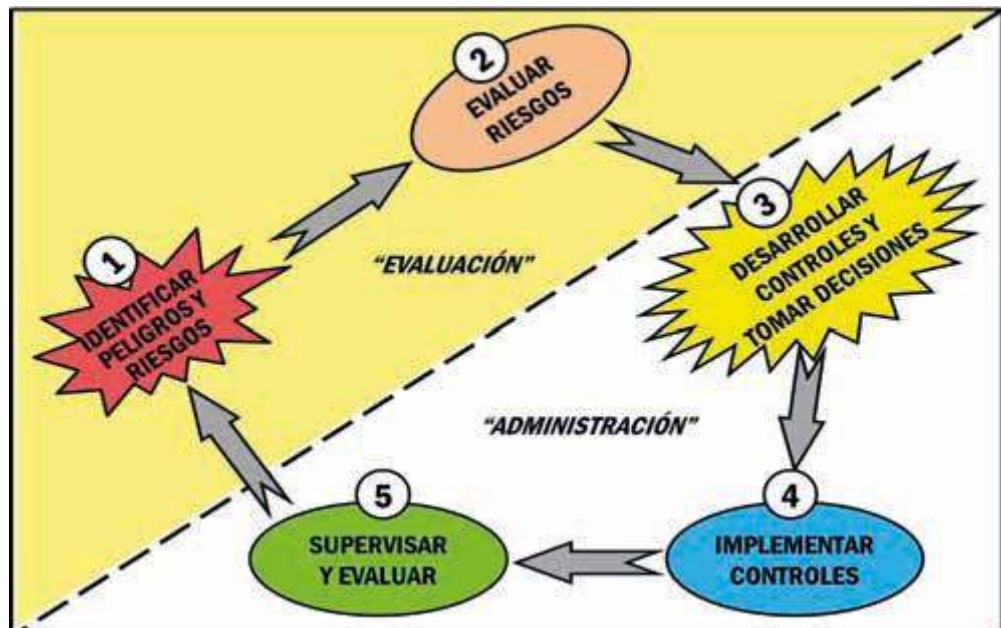 1
IDENTIFICAR
PELIGROS Y
RIESGOS
2
EVALUAR
RIESGOS
"EVALUACIÓN"
3
DESARROLLAR
CONTROLES Y
TOMAR DECISIONES
"ADMINISTRACIÓN"
4
IMPLEMENTAR
CONTROLES
5
SUPERVISAR
Y EVALUAR